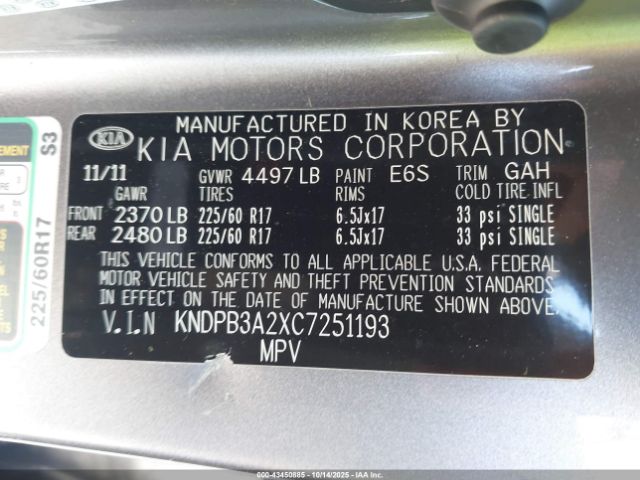 MANUFACTURED IN KOREA BY
KIA KIA MOTORS CORPORATION
11/11 GVWR 4497 LB PAINT E6S TRIM GAH
GAWR TIRES RIMS COLD TIRE INFL
FRONT 2370 LB 225/60 R17 6.5Jx17 33 psi SINGLE
REAR 2480 LB 225/60 R17 6.5Jx17 33 psi SINGLE
THIS VEHICLE CONFORMS TO ALL APPLICABLE U.S.A. FEDERAL
MOTOR VEHICLE SAFETY AND THEFT PREVENTION STANDARDS
IN EFFECT ON THE DATE OF MANUFACTURE SHOWN ABOVE.
V.I.N KNDPB3A2XC7251193
MPV
S3
225/60R17
© IAA 43450885 - 10/14/2025 - IAAI.COM